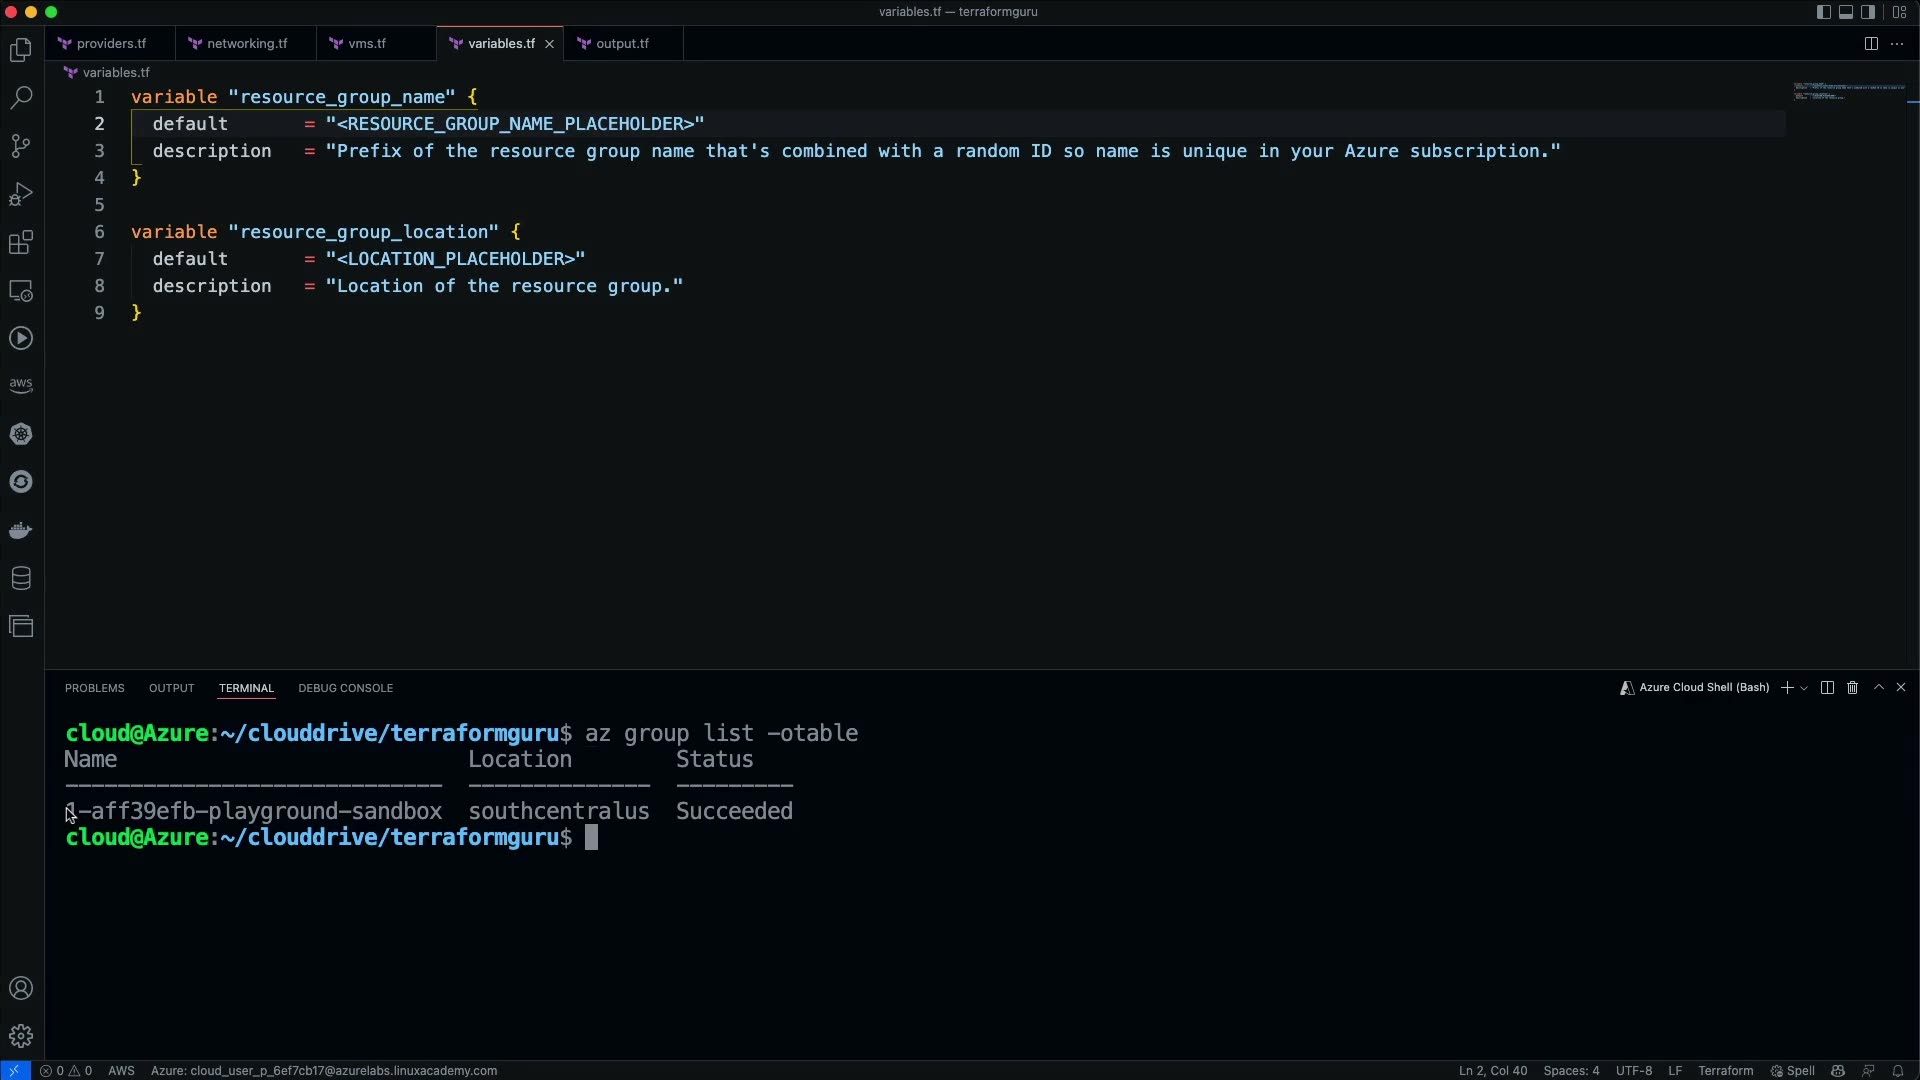 variables.tf — terraformguru
providers.tf
networking.tf
vms.tf
variables.tf
output.tf
variables.tf
1 variable "resource_group_name" {
2 default = "<RESOURCE_GROUP_NAME_PLACEHOLDER>"
3 description = "Prefix of the resource group name that's combined with a random ID so name is unique in your Azure subscription."
4 }
5
6 variable "resource_group_location" {
7 default = "<LOCATION_PLACEHOLDER>"
8 description = "Location of the resource group."
9 }
aws
PROBLEMS OUTPUT TERMINAL DEBUG CONSOLE
Azure Cloud Shell (Bash)
cloud@Azure:~/clouddrive/terraformguru$ az group list -otable
Name Location Status
---------------------------- -------------- ---------
1-aff39efb-playground-sandbox southcentralus Succeeded
cloud@Azure:~/clouddrive/terraformguru$
0 0 AWS Azure: cloud_user_p_6ef7cb17@azurelabs.linuxacademy.com
Ln 2, Col 40 Spaces: 4 UTF-8 LF Terraform Spell